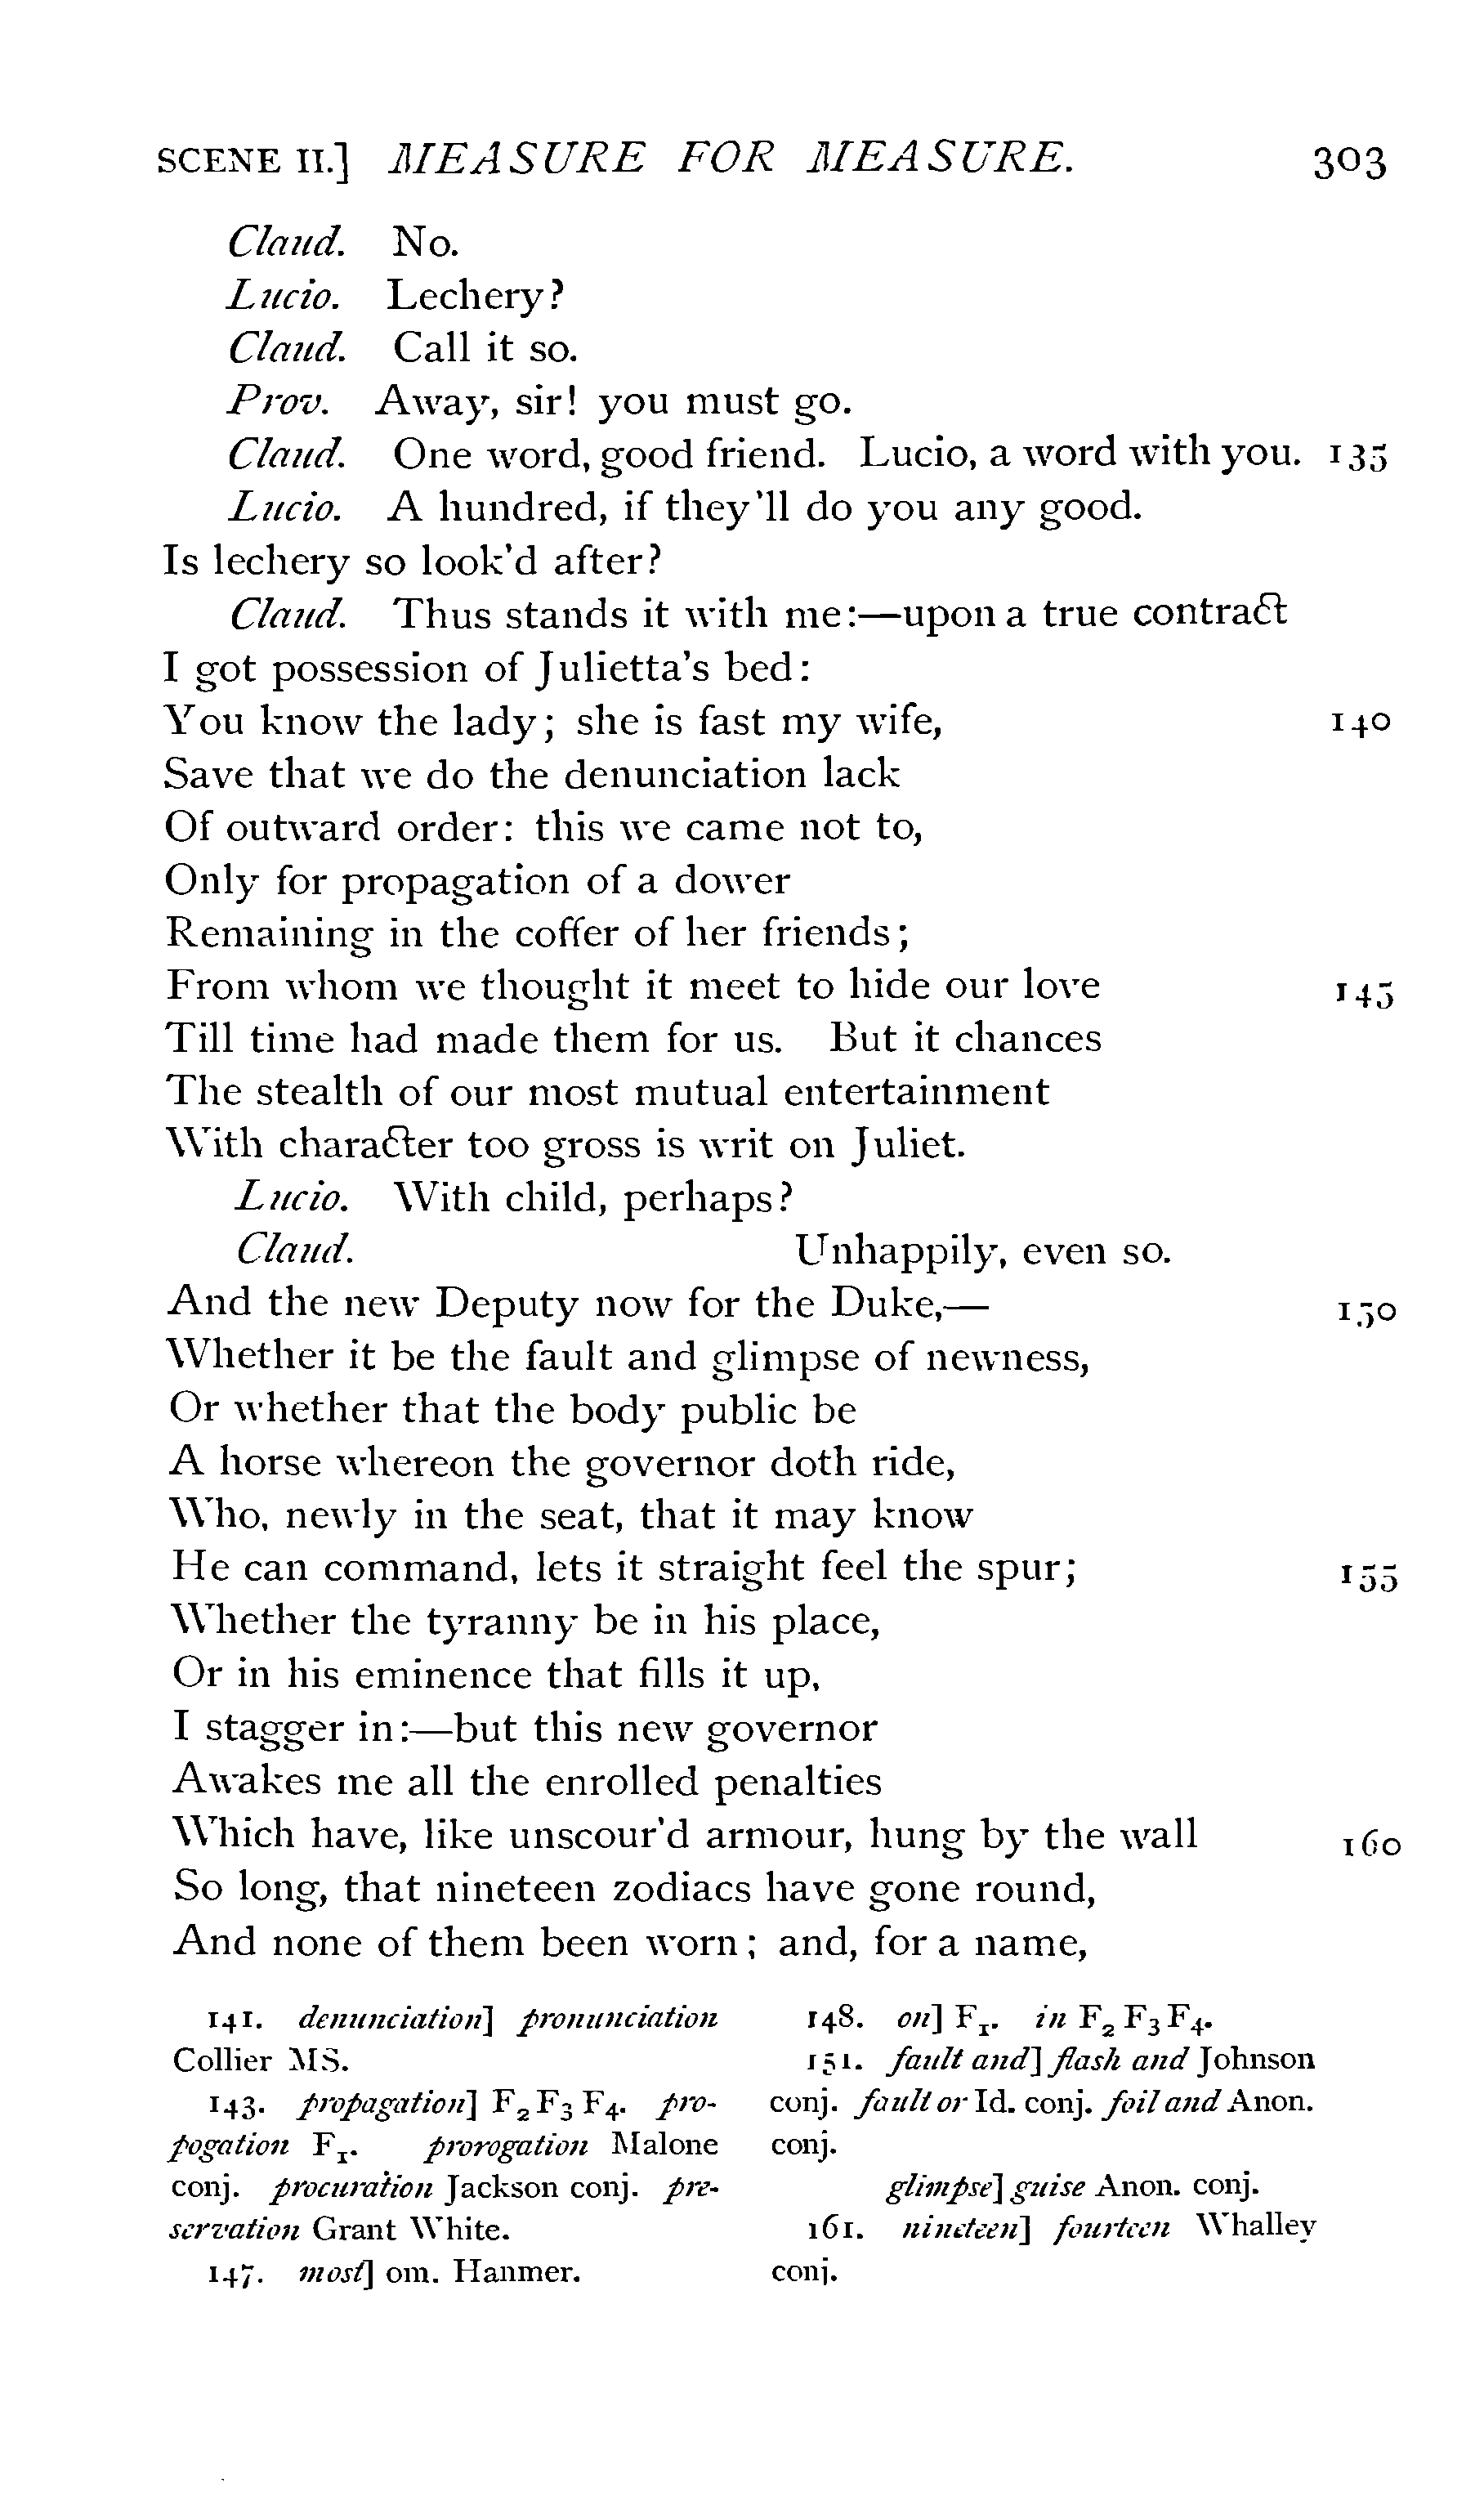 SCENE II.] MEASURE FOR MEASURE. 303
Claud. No.
Lucio. Lechery?
Claud. Call it so.
Prov. Away, sir! you must go.
Claud. One word, good friend. Lucio, a word with you. 135
Lucio. A hundred, if they'll do you any good.
Is lechery so look'd after?
Claud. Thus stands it with me:—upon a true contract
I got possession of Julietta's bed:
You know the lady; she is fast my wife, 140
Save that we do the denunciation lack
Of outward order: this we came not to,
Only for propagation of a dower
Remaining in the coffer of her friends;
From whom we thought it meet to hide our love 145
Till time had made them for us. But it chances
The stealth of our most mutual entertainment
With character too gross is writ on Juliet.
Lucio. With child, perhaps?
Claud. Unhappily, even so.
And the new Deputy now for the Duke,— 150
Whether it be the fault and glimpse of newness,
Or whether that the body public be
A horse whereon the governor doth ride,
Who, newly in the seat, that it may know
He can command, lets it straight feel the spur; 155
Whether the tyranny be in his place,
Or in his eminence that fills it up,
I stagger in:—but this new governor
Awakes me all the enrolled penalties
Which have, like unscour'd armour, hung by the wall 160
So long, that nineteen zodiacs have gone round,
And none of them been worn; and, for a name,
141. denunciation] pronunciation
Collier MS.
143. propagation] F2 F3 F4. pro-
pogation F1. prorogation Malone
conj. procuration Jackson conj. pre-
servation Grant White.
147. most] om. Hanmer.
148. on] F1. in F2 F3 F4.
151. fault and] flash and Johnson
conj. fault or Id. conj. foil and Anon.
conj.
glimpse] guise Anon. conj.
161. nineteen] fourteen Whalley
conj.